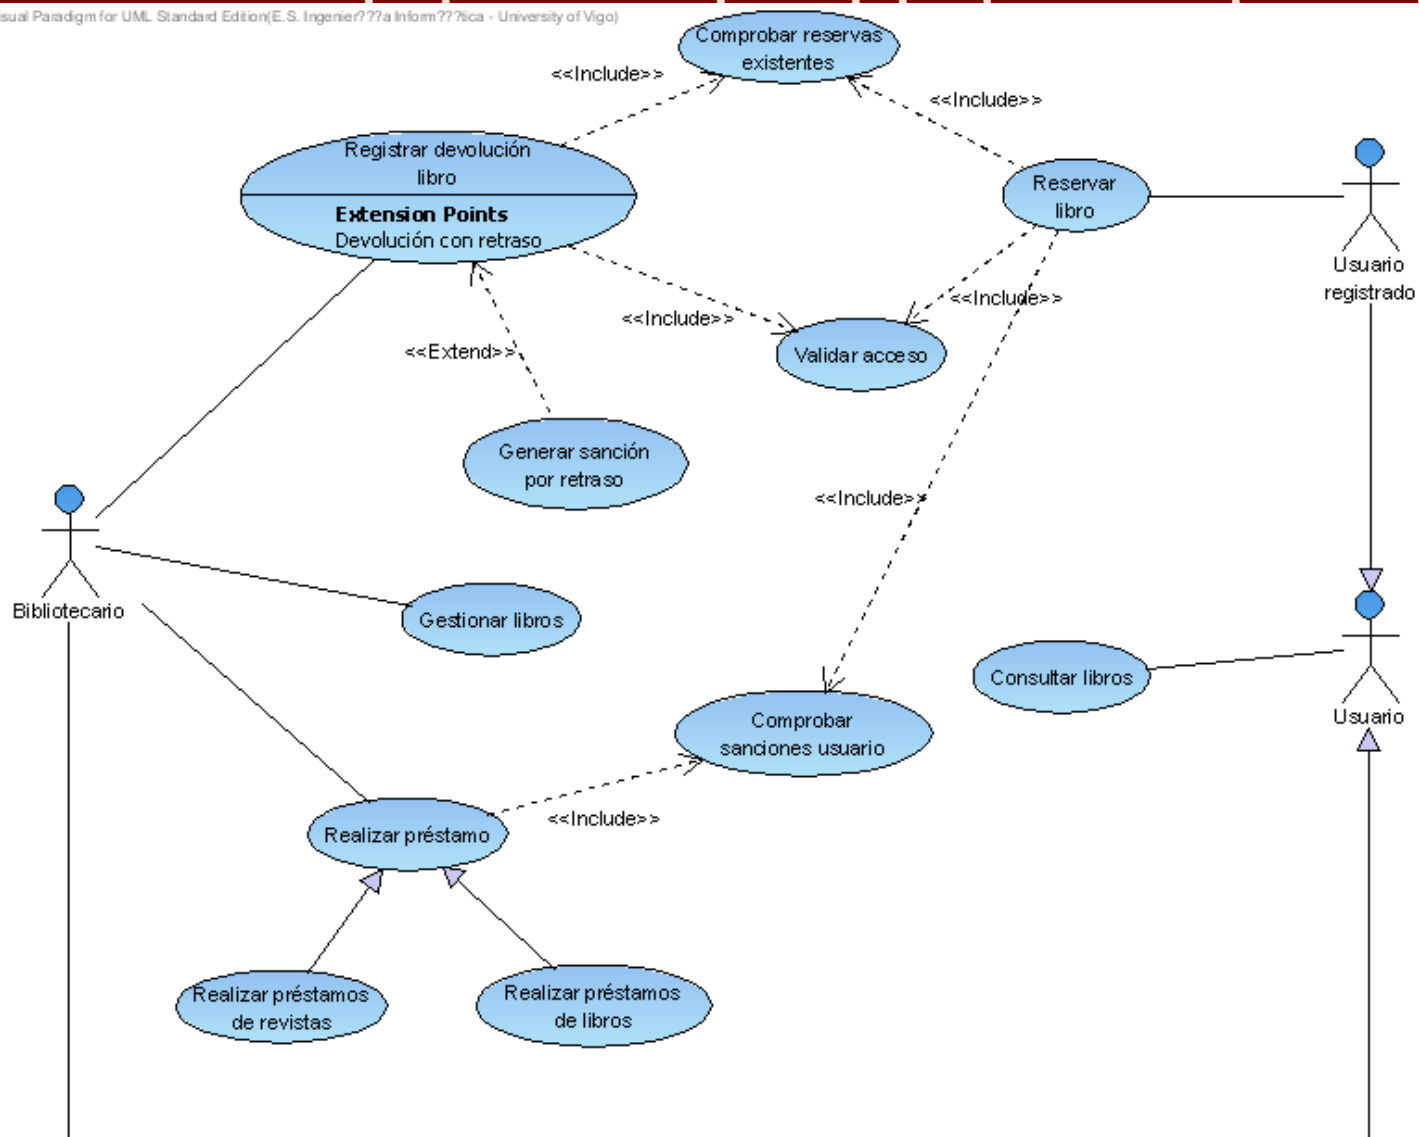 sual Paradigm for UML Standard Edition(E.S. Ingenier???a Inform???tica - University of Vigo)
Comprobar reservas
existentes
<<Include>>
<<Include>>
Registrar devolución
libro
Extension Points
Devolución con retraso
Reservar
libro
Usuario
registrado
<<Include>>
<<Include>>
<<Extend>>
Validar acceso
Generar sanción
por retraso
<<Include>>
Bibliotecario
Gestionar libros
Consultar libros
Usuario
Comprobar
sanciones usuario
<<Include>>
Realizar préstamo
Realizar préstamos
de revistas
Realizar préstamos
de libros